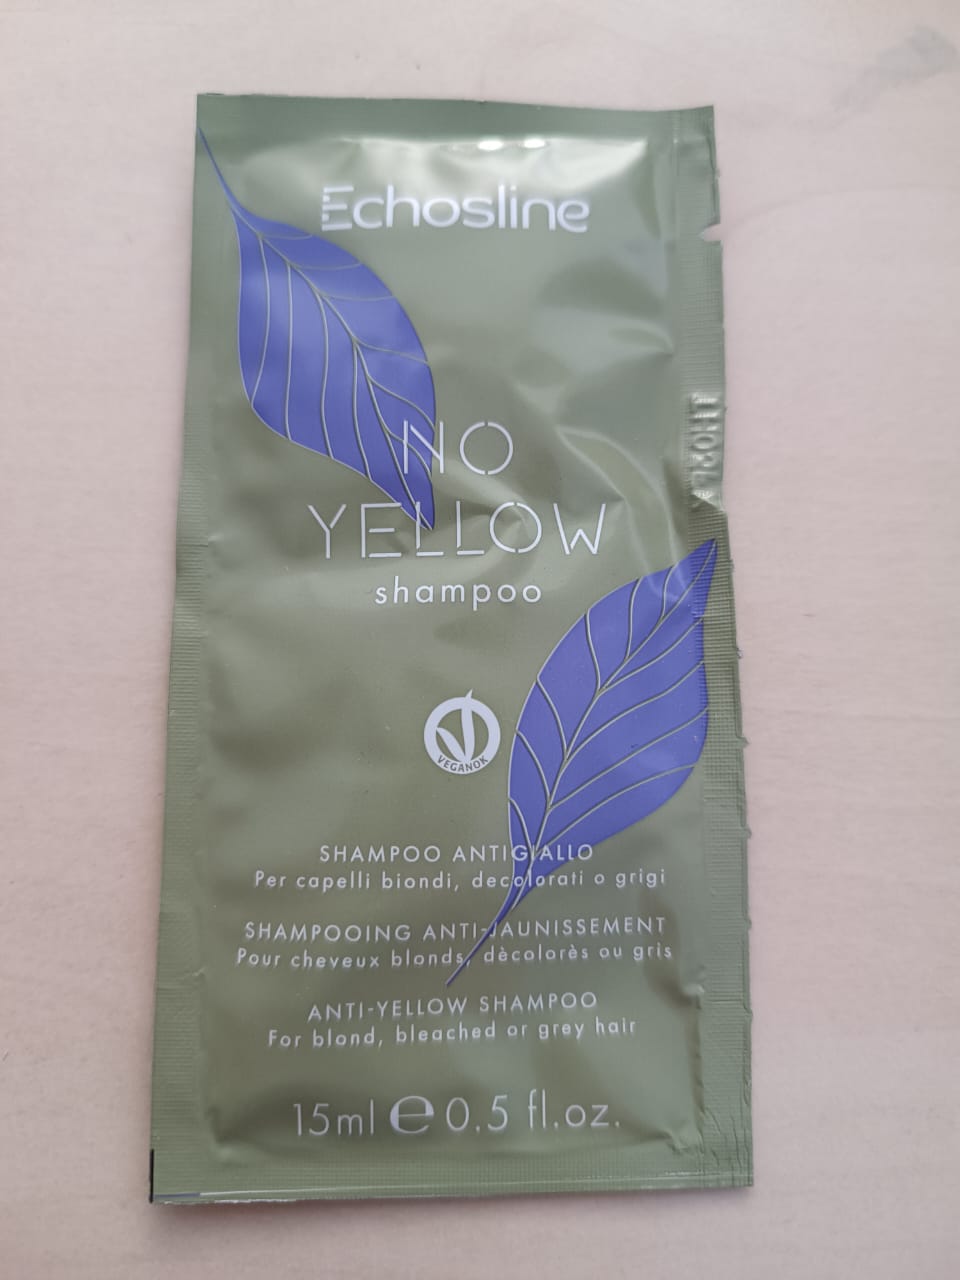 Echosline
NO
YELLOW
shampoo
VEGANOK
SHAMPOO ANTIGIALLO
Per capelli biondi, decolorati o grigi
SHAMPOOING ANTI-JAUNISSEMENT
Pour cheveux blonds, dècolorès ou gris
ANTI-YELLOW SHAMPOO
For blond, bleached or grey hair
15ml e 0.5 fl.oz.